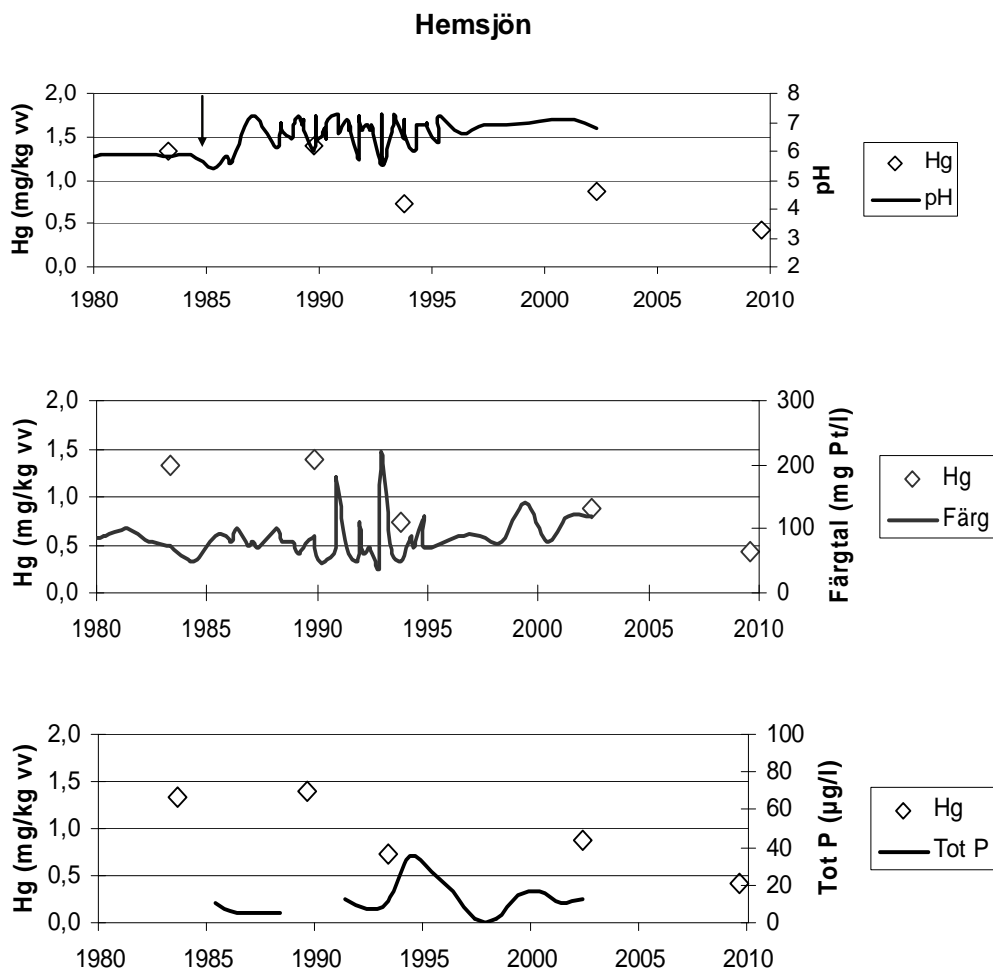 Hemsjön
Hg (mg/kg vv)
2,0
1,5
1,0
0,5
0,0
8
7
6
5
4
3
2
pH
1980 1985 1990 1995 2000 2005 2010
Hg
pH
Hg (mg/kg vv)
2,0
1,5
1,0
0,5
0,0
300
200
100
0
Färgtal (mg Pt/l)
1980 1985 1990 1995 2000 2005 2010
Hg
Färg
Hg (mg/kg vv)
2,0
1,5
1,0
0,5
0,0
100
80
60
40
20
0
Tot P (µg/l)
1980 1985 1990 1995 2000 2005 2010
Hg
Tot P